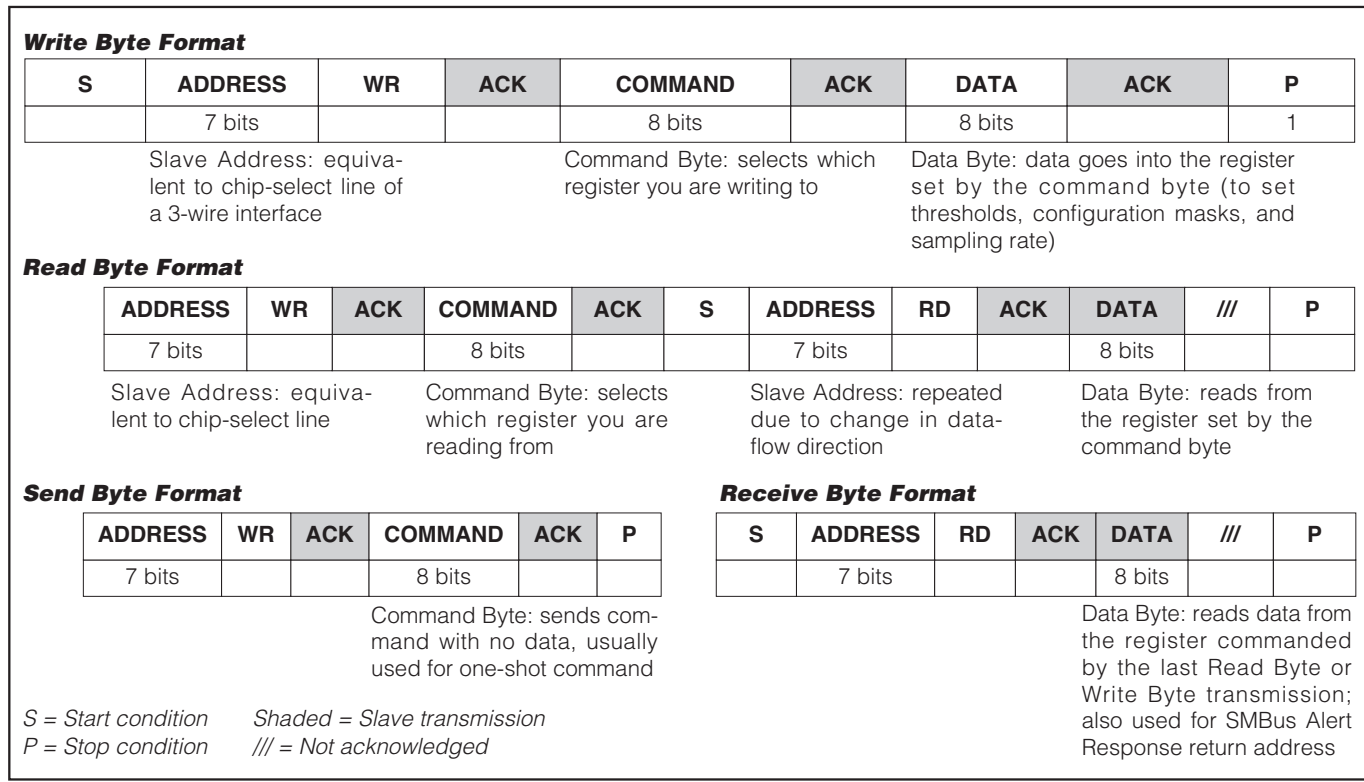 Write Byte Format
S ADDRESS WR ACK COMMAND ACK DATA ACK P
7 bits 8 bits 8 bits 1
Slave Address: equiva-
lent to chip-select line of
a 3-wire interface
Command Byte: selects which
register you are writing to
Data Byte: data goes into the register
set by the command byte (to set
thresholds, configuration masks, and
sampling rate)
Read Byte Format
ADDRESS WR ACK COMMAND ACK S ADDRESS RD ACK DATA /// P
7 bits 8 bits 7 bits 8 bits
Slave Address: equiva-
lent to chip-select line
Command Byte: selects
which register you are
reading from
Slave Address: repeated
due to change in data-
flow direction
Data Byte: reads from
the register set by the
command byte
Send Byte Format
ADDRESS WR ACK COMMAND ACK P
7 bits 8 bits
Command Byte: sends com-
mand with no data, usually
used for one-shot command
Receive Byte Format
S ADDRESS RD ACK DATA /// P
7 bits 8 bits
Data Byte: reads data from
the register commanded
by the last Read Byte or
Write Byte transmission;
also used for SMBus Alert
Response return address
S = Start condition Shaded = Slave transmission
P = Stop condition /// = Not acknowledged